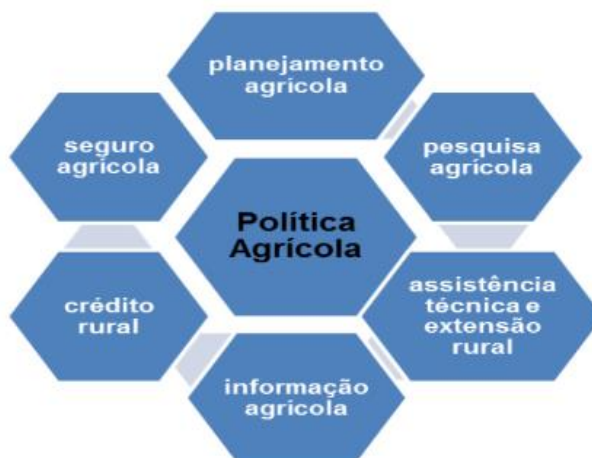 planejamento
agrícola
seguro
agrícola
pesquisa
agrícola
Política
Agrícola
crédito
rural
assistência
técnica e
extensão
rural
informação
agrícola